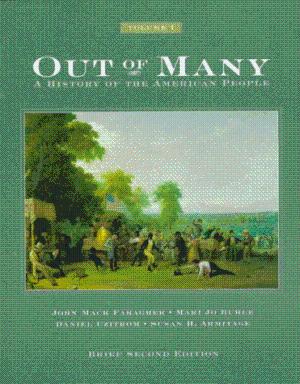 VOLUME I
OUT OF MANY
A HISTORY OF THE AMERICAN PEOPLE
JOHN MACK FARAGHER • MARI JO BUHLE
DANIEL CZITROM • SUSAN H. ARMITAGE
BRIEF SECOND EDITION